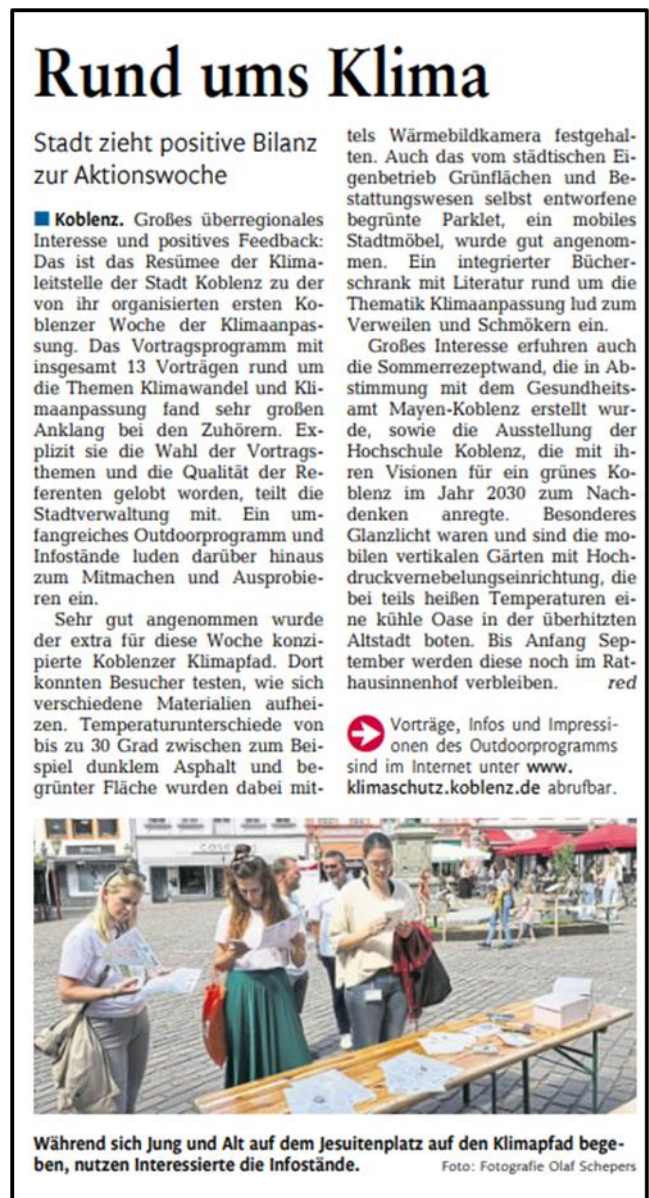 Rund ums Klima
Stadt zieht positive Bilanz
zur Aktionswoche
Koblenz. Großes überregionales
Interesse und positives Feedback:
Das ist das Resümee der Klima-
leitstelle der Stadt Koblenz zu der
von ihr organisierten ersten Ko-
blenzer Woche der Klimaanpas-
sung. Das Vortragsprogramm mit
insgesamt 13 Vorträgen rund um
die Themen Klimawandel und Kli-
maanpassung fand sehr großen
Anklang bei den Zuhörern. Ex-
plizit sie die Wahl der Vortrags-
themen und die Qualität der Re-
ferenten gelobt worden, teilt die
Stadtverwaltung mit. Ein um-
fangreiches Outdoorprogramm und
Infostände luden darüber hinaus
zum Mitmachen und Ausprobie-
ren ein.
Sehr gut angenommen wurde
der extra für diese Woche konzi-
pierte Koblenzer Klimapfad. Dort
konnten Besucher testen, wie sich
verschiedene Materialien aufhei-
zen. Temperaturunterschiede von
bis zu 30 Grad zwischen zum Bei-
spiel dunklem Asphalt und be-
grünter Fläche wurden dabei mit-
tels Wärmebildkamera festgehal-
ten. Auch das vom städtischen Ei-
genbetrieb Grünflächen und Be-
stattungswesen selbst entworfene
begrünte Parklet, ein mobiles
Stadtmöbel, wurde gut angenom-
men. Ein integrierter Bücher-
schrank mit Literatur rund um die
Thematik Klimaanpassung lud zum
Verweilen und Schmökern ein.
Großes Interesse erfuhren auch
die Sommerrezeptwand, die in Ab-
stimmung mit dem Gesundheits-
amt Mayen-Koblenz erstellt wur-
de, sowie die Ausstellung der
Hochschule Koblenz, die mit ih-
ren Visionen für ein grünes Ko-
blenz im Jahr 2030 zum Nach-
denken anregte. Besonderes
Glanzlicht waren und sind die mo-
bilen vertikalen Gärten mit Hoch-
druckvernebelungseinrichtung, die
bei teils heißen Temperaturen ei-
ne kühle Oase in der überhitzten
Altstadt boten. Bis Anfang Sep-
tember werden diese noch im Rat-
hausinnenhof verbleiben. red
Vorträge, Infos und Impressi-
onen des Outdoorprogramms
sind im Internet unter www.
klimaschutz.koblenz.de abrufbar.
Während sich Jung und Alt auf dem Jesuitenplatz auf den Klimapfad bege-
ben, nutzen Interessierte die Infostände. Foto: Fotografie Olaf Schepers